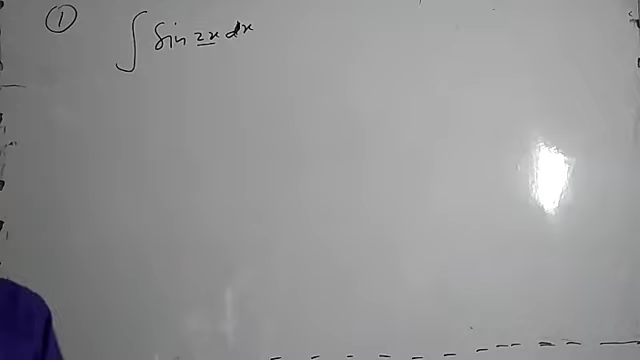 ① ∫ sin 2x dx